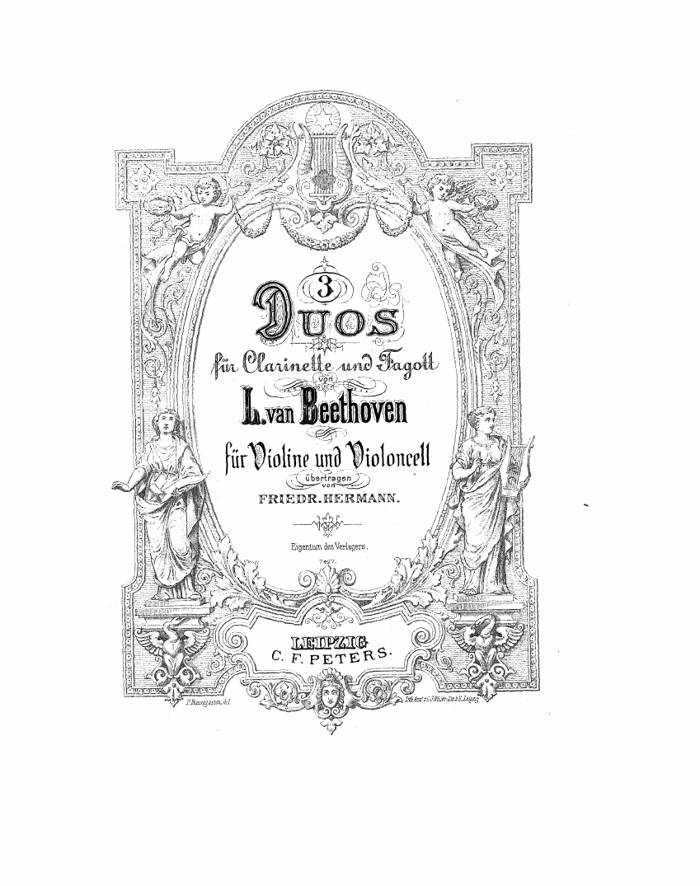 3
Duos
für Clarinette und Fagott
von
L. van Beethoven
für Violine und Violoncell
übertragen
von
FRIEDR. HERMANN.
Eigentum des Verlegers.
LEIPZIG
C. F. PETERS.